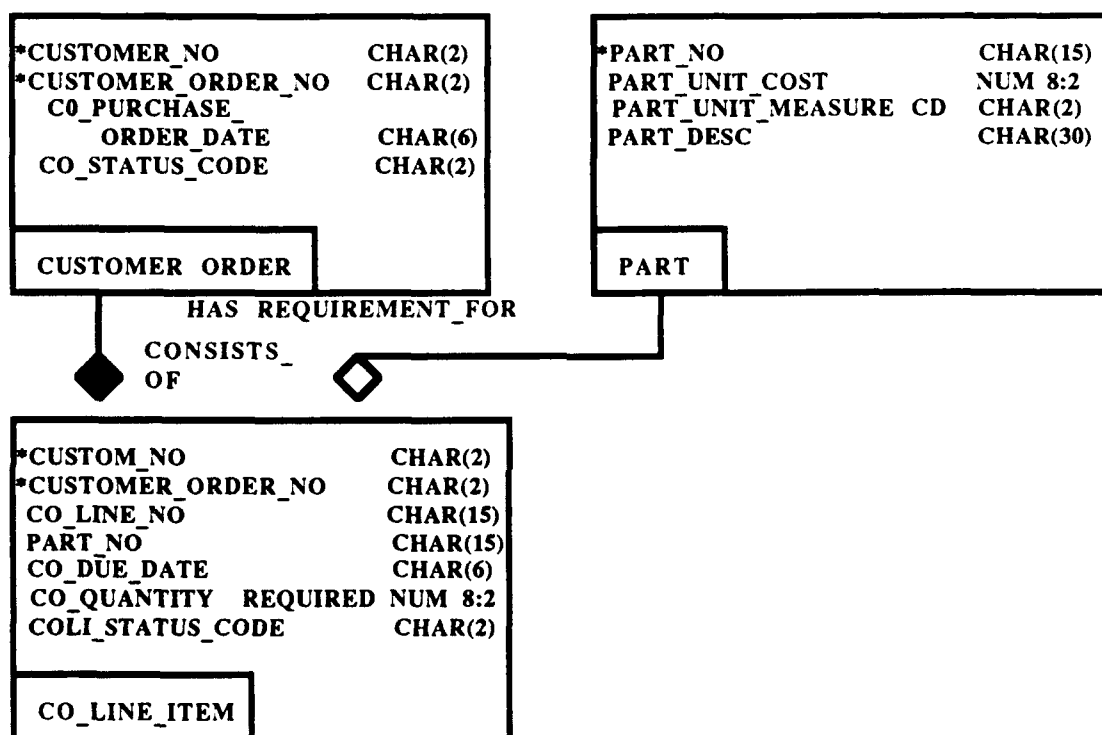 *CUSTOMER_NO CHAR(2)
*CUSTOMER_ORDER_NO CHAR(2)
C0_PURCHASE_
ORDER_DATE CHAR(6)
CO_STATUS_CODE CHAR(2)
CUSTOMER ORDER
*PART_NO CHAR(15)
PART_UNIT_COST NUM 8:2
PART_UNIT_MEASURE CD CHAR(2)
PART_DESC CHAR(30)
PART
HAS REQUIREMENT_FOR
CONSISTS_
OF
*CUSTOM_NO CHAR(2)
*CUSTOMER_ORDER_NO CHAR(2)
CO_LINE_NO CHAR(15)
PART_NO CHAR(15)
CO_DUE_DATE CHAR(6)
CO_QUANTITY REQUIRED NUM 8:2
COLI_STATUS_CODE CHAR(2)
CO_LINE_ITEM